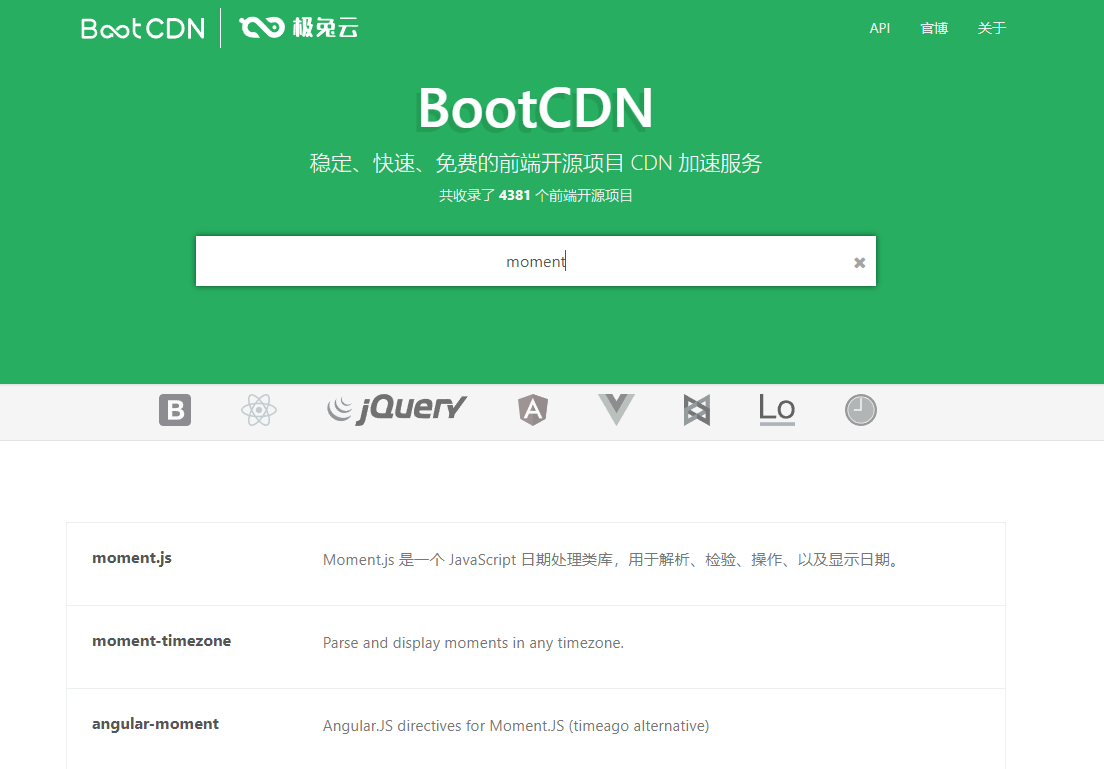 BootCDN 极兔云 API 官博 关于
BootCDN
稳定、快速、免费的前端开源项目 CDN 加速服务
共收录了 4381 个前端开源项目
moment
B jQuery A Lo
moment.js Moment.js 是一个 JavaScript 日期处理类库，用于解析、检验、操作、以及显示日期。
moment-timezone Parse and display moments in any timezone.
angular-moment Angular.JS directives for Moment.JS (timeago alternative)